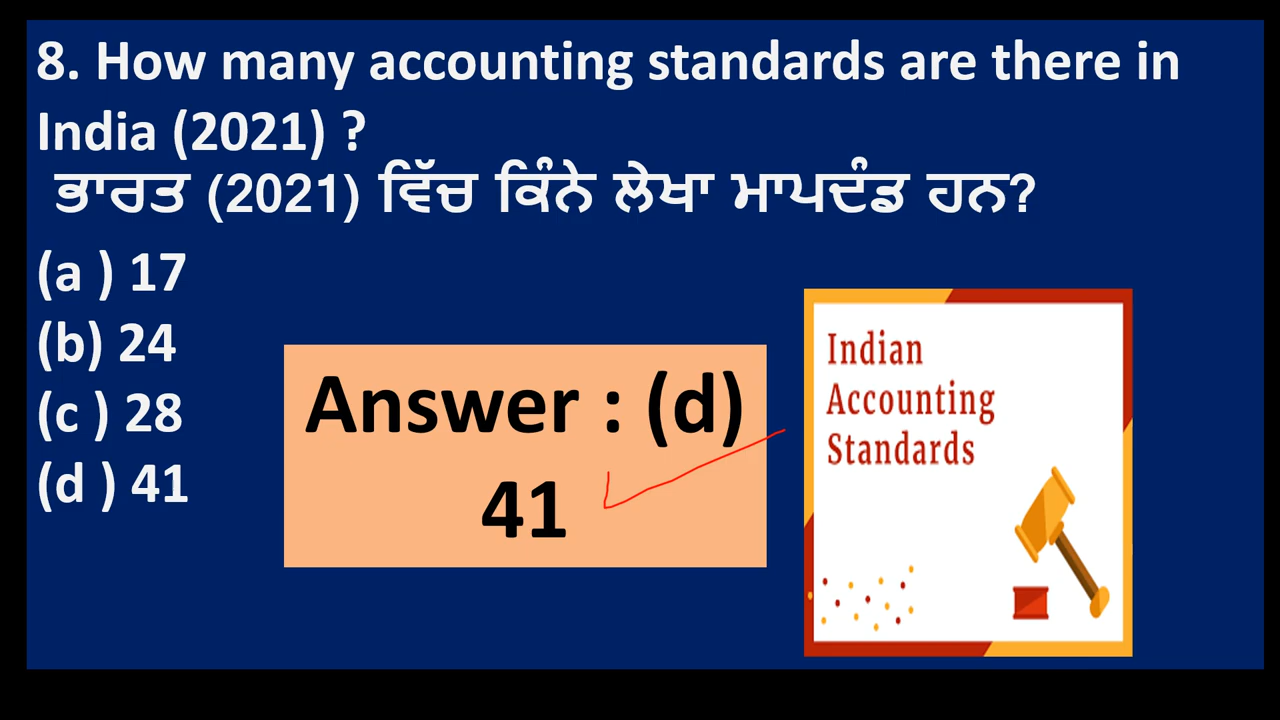 8. How many accounting standards are there in
India (2021) ?
ਭਾਰਤ (2021) ਵਿੱਚ ਕਿੰਨੇ ਲੇਖਾ ਮਾਪਦੰਡ ਹਨ?
(a ) 17
(b) 24
(c ) 28
(d ) 41
Answer : (d)
41
Indian
Accounting
Standards